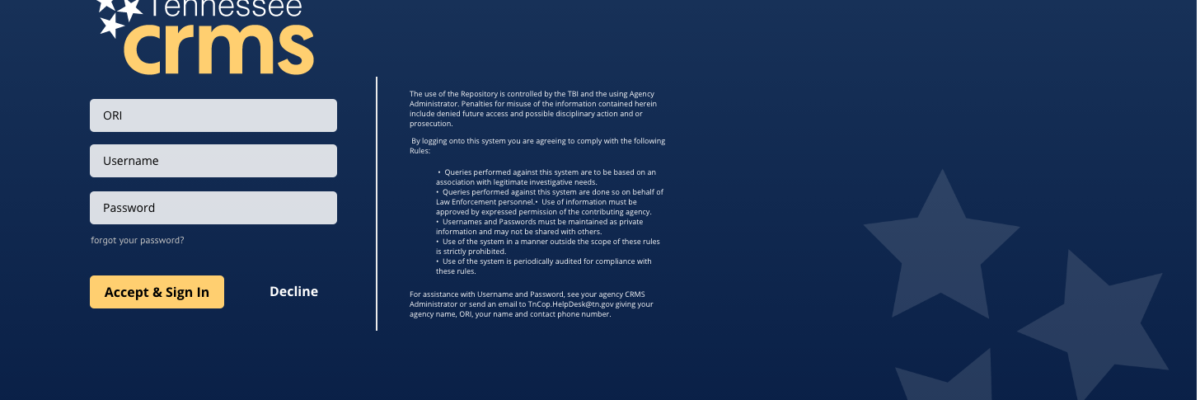 Tennessee
crms
ORI
Username
Password
forgot your password?
Accept & Sign In
Decline
The use of the Repository is controlled by the TBI and the using Agency
Administrator. Penalties for misuse of the information contained herein
include denied future access and possible disciplinary action and or
prosecution.
By logging onto this system you are agreeing to comply with the following
Rules:
• Queries performed against this system are to be based on an
association with legitimate investigative needs.
• Queries performed against this system are done so on behalf of
Law Enforcement personnel.• Use of information must be
approved by expressed permission of the contributing agency.
• Usernames and Passwords must be maintained as private
information and may not be shared with others.
• Use of the system in a manner outside the scope of these rules
is strictly prohibited.
• Use of the system is periodically audited for compliance with
these rules.
For assistance with Username and Password, see your agency CRMS
Administrator or send an email to TnCop.HelpDesk@tn.gov giving your
agency name, ORI, your name and contact phone number.